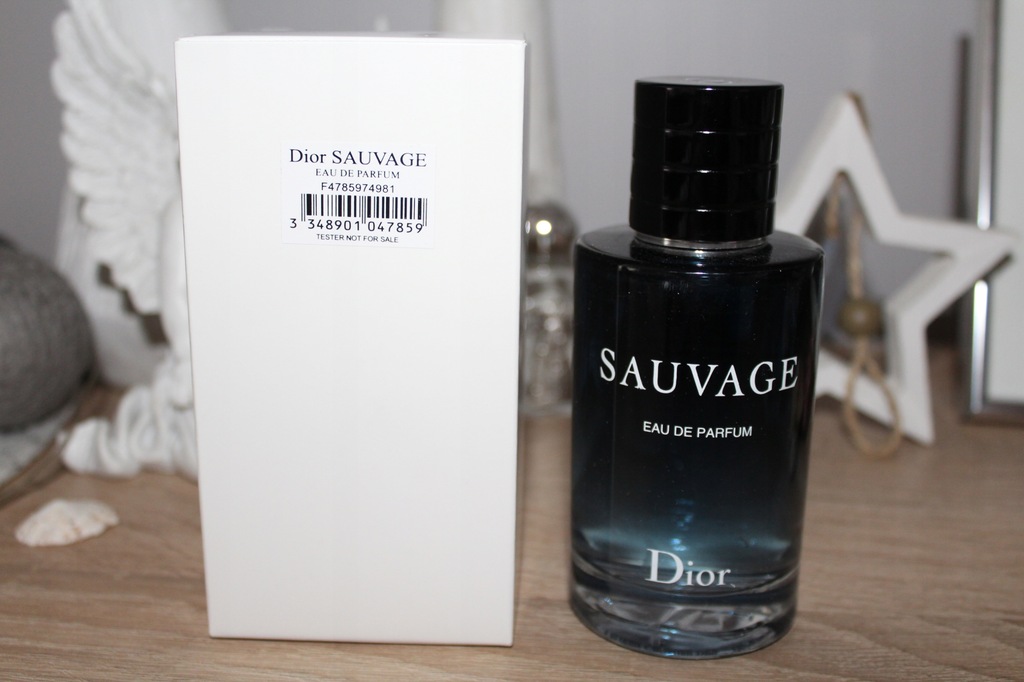 Dior SAUVAGE
EAU DE PARFUM
F4785974981
3 348901 047859
TESTER NOT FOR SALE
SAUVAGE
EAU DE PARFUM
Dior